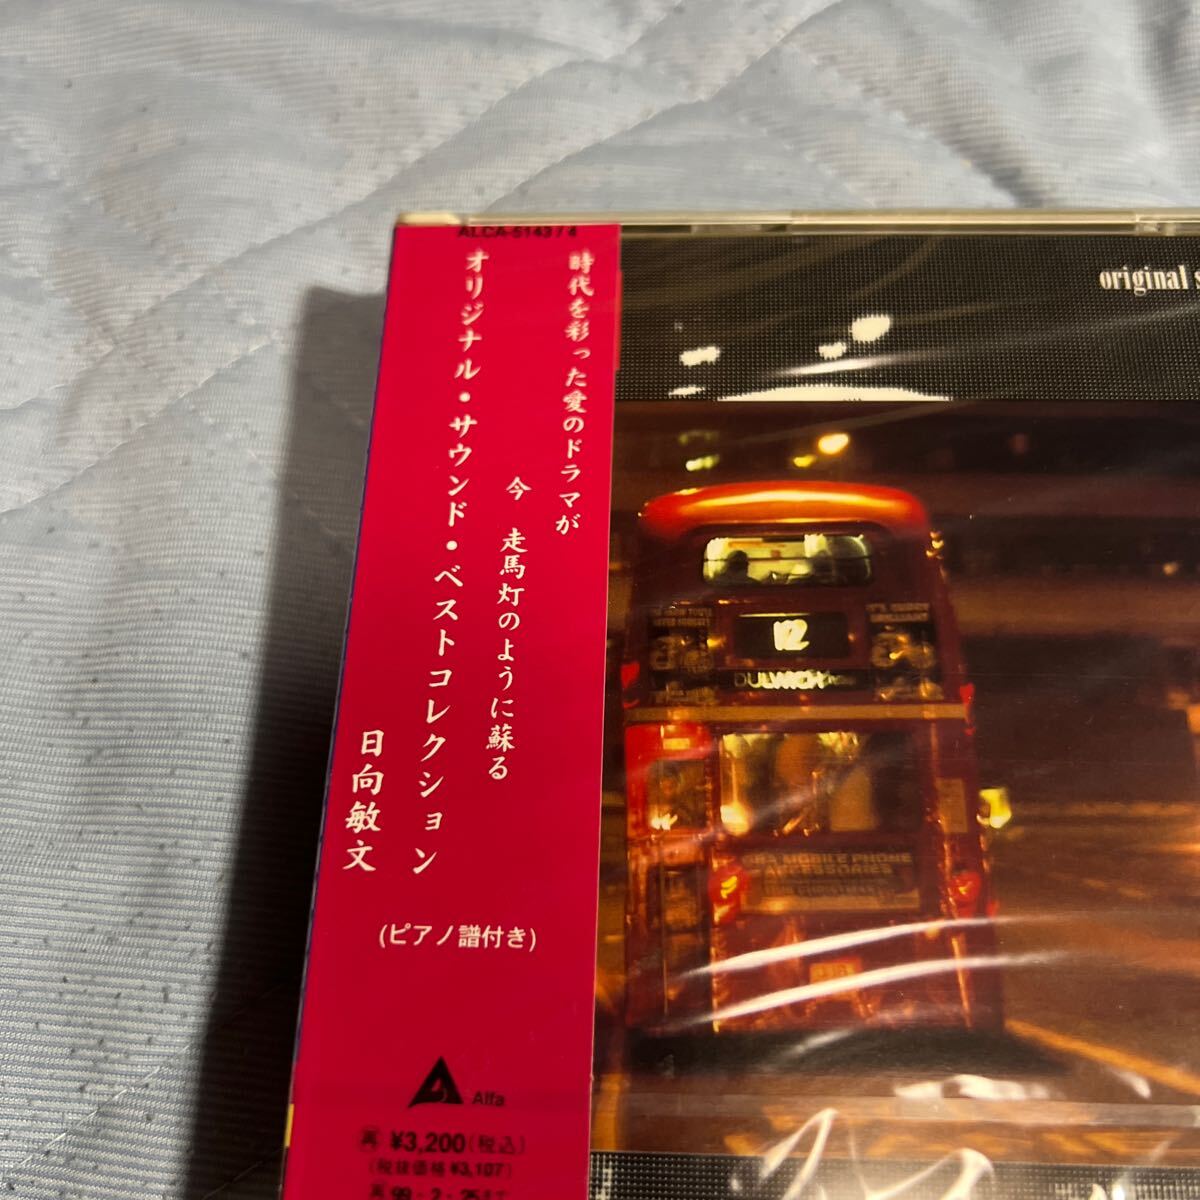 ALCA-5143/4
時代を彩った愛のドラマが
今 走馬灯のように蘇る
オリジナル・サウンド・ベストコレクション
日向敏文
(ピアノ譜付き)
Alfa
再 ¥3,200(税込)
(税抜価格¥3,107)
original s
DULWICH
MOBILE PHONE
ACCESSORIES